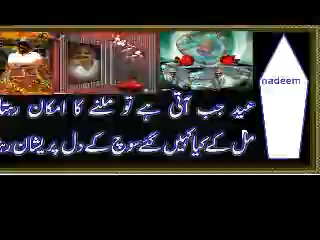 nadeem
عید جب آتی ہے تو ملنے کا امکان رہتا
مل کے کیا کہیں گئے سوچ کے دل پریشان رہتا